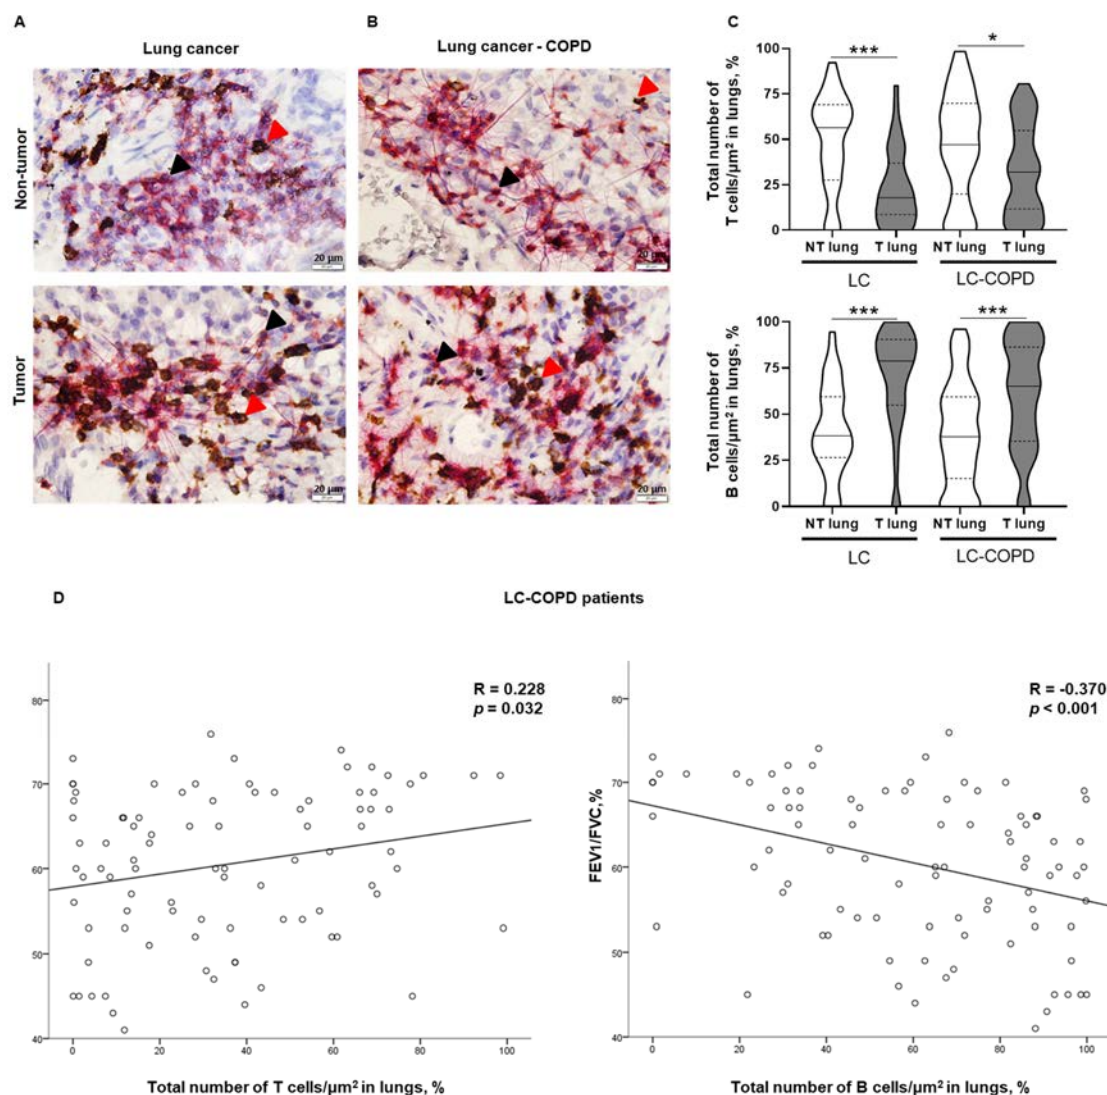 A
B
C
Lung cancer
Lung cancer - COPD
Non-tumor
20 µm
20 µm
Tumor
20 µm
20 µm
Total number of
T cells/µm² in lungs, %
100
75
50
25
0
***
*
NT lung
T lung
NT lung
T lung
LC
LC-COPD
Total number of
B cells/µm² in lungs, %
100
75
50
25
0
***
***
NT lung
T lung
NT lung
T lung
LC
LC-COPD
D
LC-COPD patients
R = 0.228
p = 0.032
80
70
60
50
40
0
20
40
60
80
100
Total number of T cells/µm² in lungs, %
R = -0.370
p < 0.001
FEV1/FVC,%
80
70
60
50
40
0
20
40
60
80
100
Total number of B cells/µm² in lungs, %